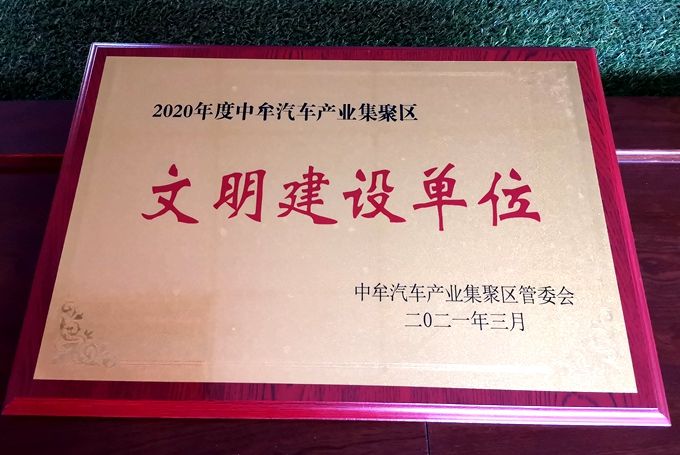 2020年度中牟汽车产业集聚区
文明建设单位
中牟汽车产业集聚区管委会
二〇二一年三月